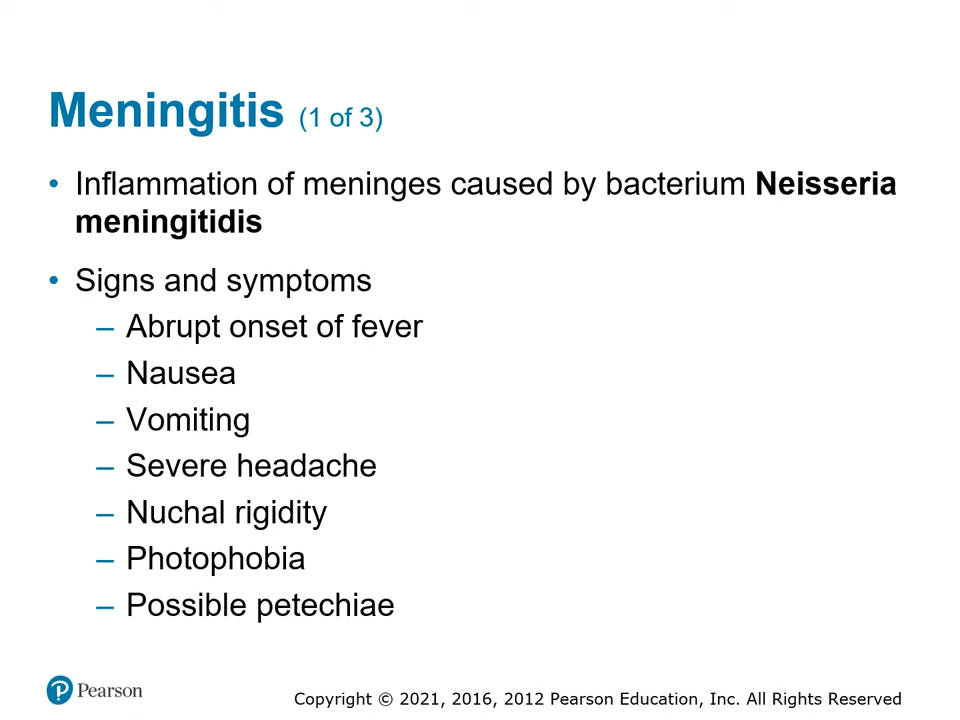 Meningitis (1 of 3)
• Inflammation of meninges caused by bacterium Neisseria
meningitidis
• Signs and symptoms
– Abrupt onset of fever
– Nausea
– Vomiting
– Severe headache
– Nuchal rigidity
– Photophobia
– Possible petechiae
P Pearson
Copyright © 2021, 2016, 2012 Pearson Education, Inc. All Rights Reserved